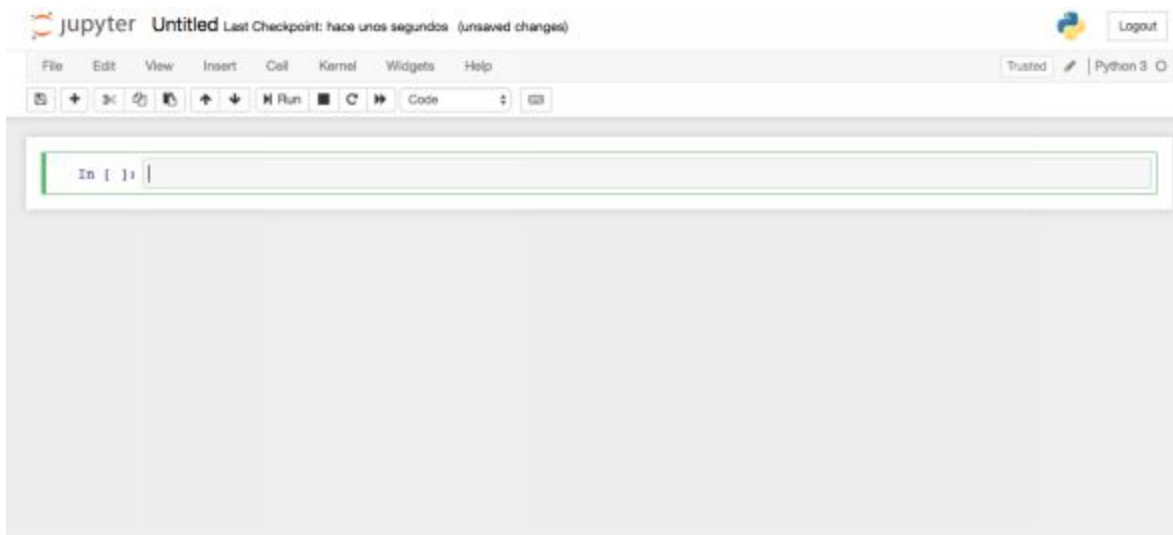 jupyter Untitled Last Checkpoint: hace unos segundos (unsaved changes)
Logout
File Edit View Insert Cell Kernel Widgets Help
Trusted | Python 3
Run Code
In [ ]: